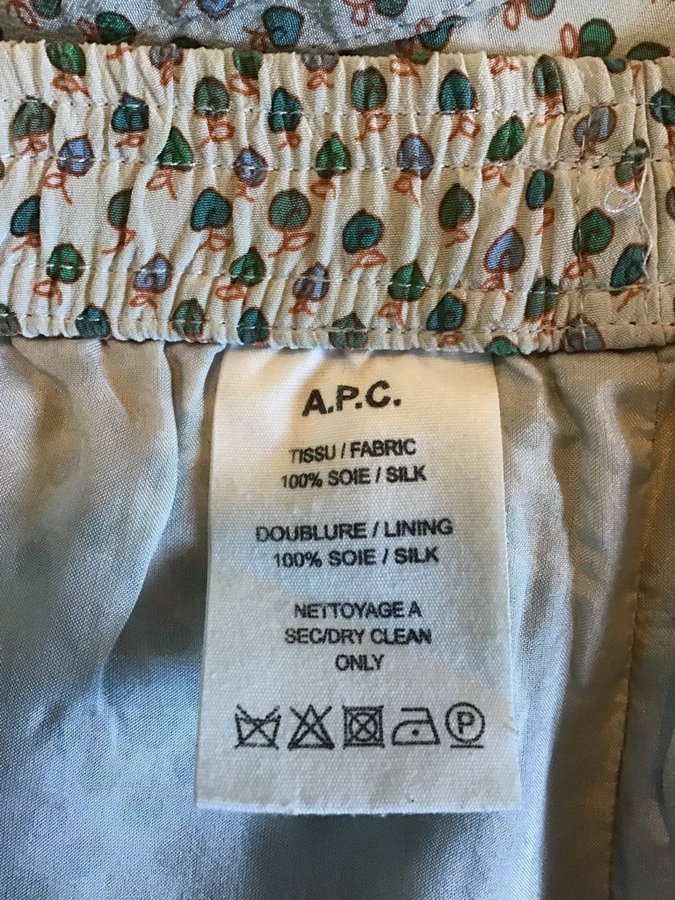 A.P.C.
TISSU / FABRIC
100% SOIE / SILK
DOUBLURE / LINING
100% SOIE / SILK
NETTOYAGE A
SEC/DRY CLEAN
ONLY
P